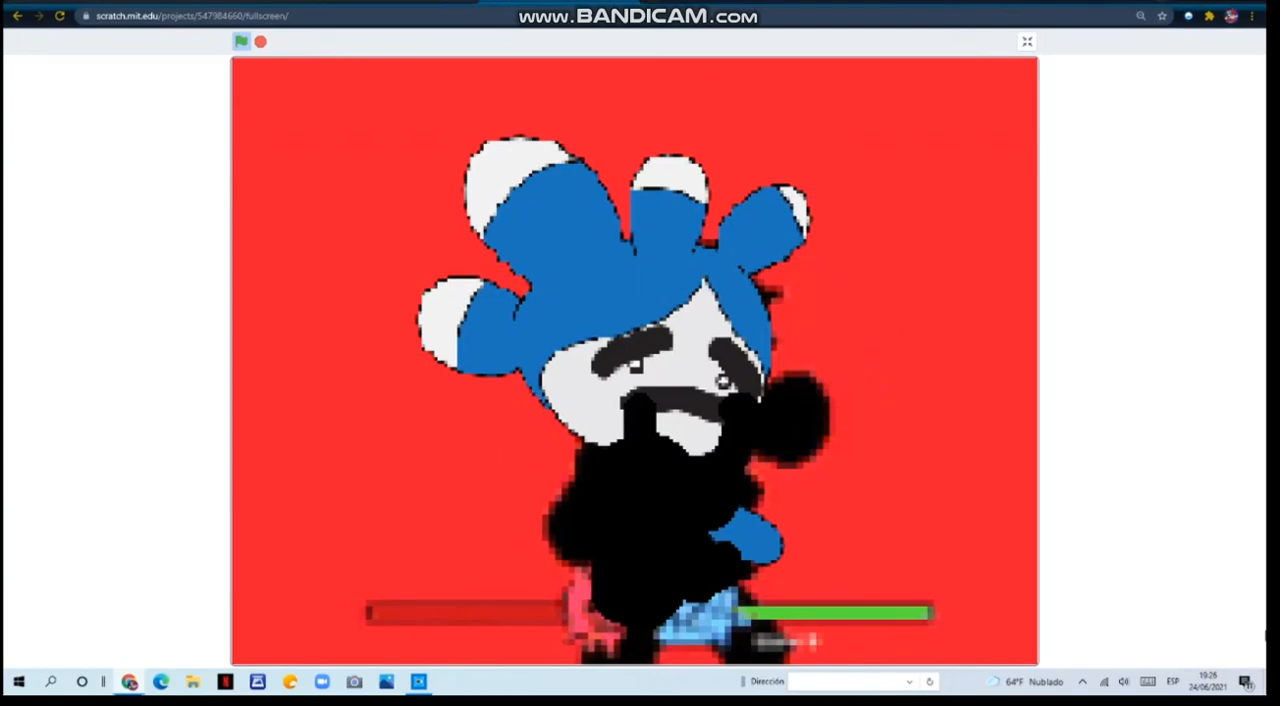 scratch.mit.edu/projects/547984660/fullscreen/
www.BANDICAM.com
Dirección
64°F Nublado
ESP
19:26
24/06/2021